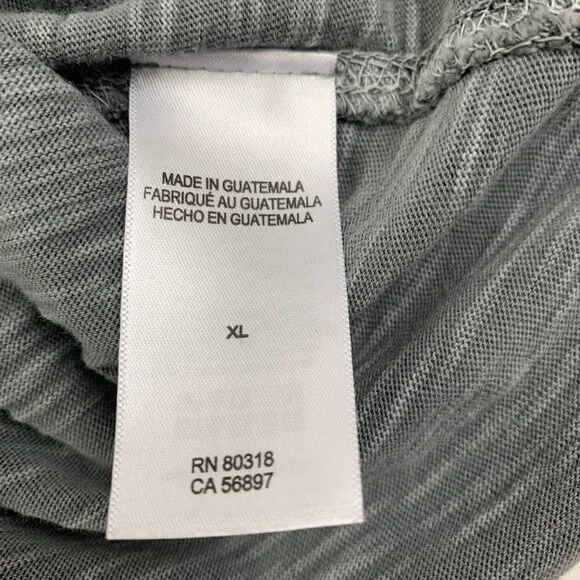 MADE IN GUATEMALA
FABRIQUÉ AU GUATEMALA
HECHO EN GUATEMALA
XL
RN 80318
CA 56897